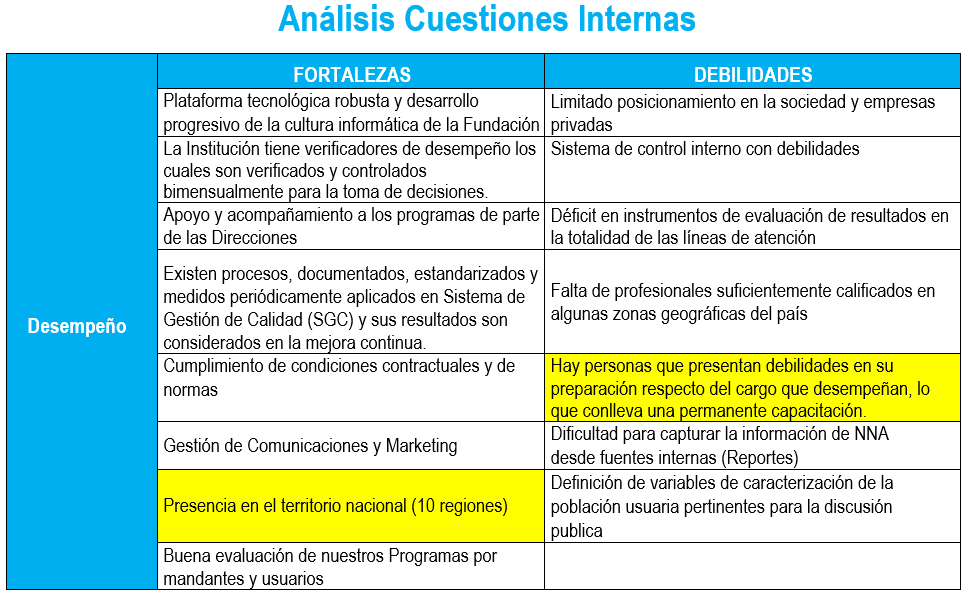 Análisis Cuestiones Internas
FORTALEZAS
DEBILIDADES
Desempeño
Plataforma tecnológica robusta y desarrollo
progresivo de la cultura informática de la Fundación
Limitado posicionamiento en la sociedad y empresas
privadas
La Institución tiene verificadores de desempeño los
cuales son verificados y controlados
bimensualmente para la toma de decisiones.
Sistema de control interno con debilidades
Apoyo y acompañamiento a los programas de parte
de las Direcciones
Déficit en instrumentos de evaluación de resultados en
la totalidad de las líneas de atención
Existen procesos, documentados, estandarizados y
medidos periódicamente aplicados en Sistema de
Gestión de Calidad (SGC) y sus resultados son
considerados en la mejora continua.
Falta de profesionales suficientemente calificados en
algunas zonas geográficas del país
Cumplimiento de condiciones contractuales y de
normas
Hay personas que presentan debilidades en su
preparación respecto del cargo que desempeñan, lo
que conlleva una permanente capacitación.
Gestión de Comunicaciones y Marketing
Dificultad para capturar la información de NNA
desde fuentes internas (Reportes)
Presencia en el territorio nacional (10 regiones)
Definición de variables de caracterización de la
población usuaria pertinentes para la discusión
publica
Buena evaluación de nuestros Programas por
mandantes y usuarios